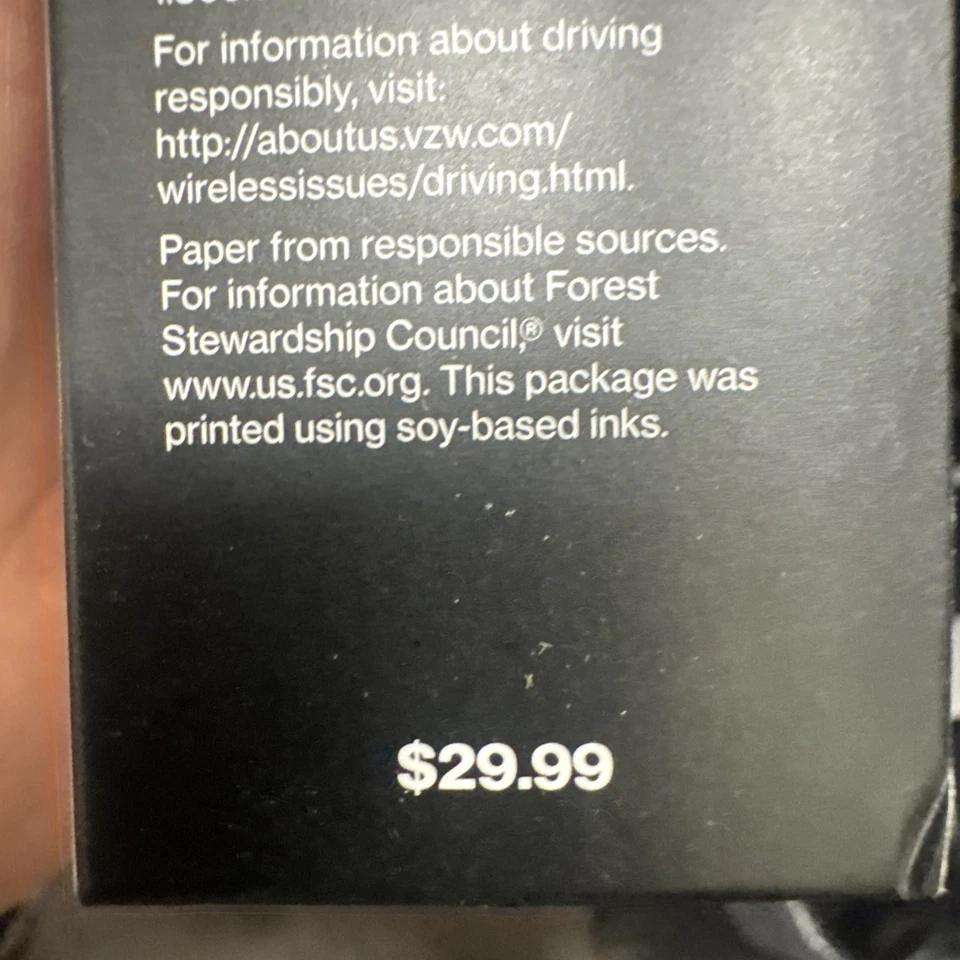 For information about driving
responsibly, visit:
http://aboutus.vzw.com/
wirelessissues/driving.html.
Paper from responsible sources.
For information about Forest
Stewardship Council,® visit
www.us.fsc.org. This package was
printed using soy-based inks.
$29.99